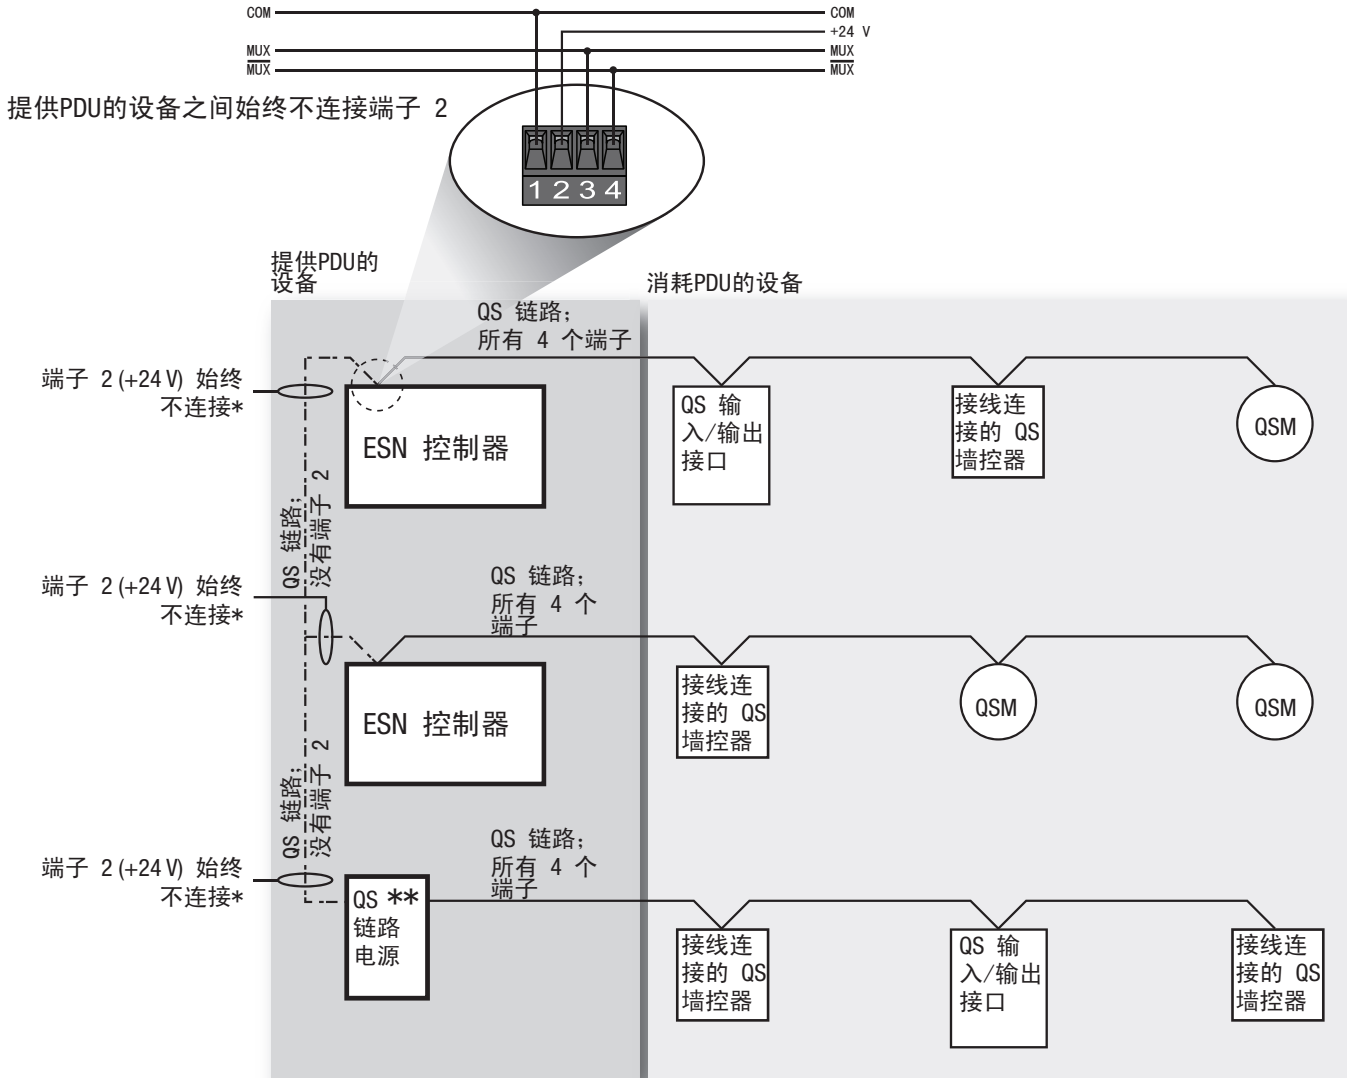 COM
COM
+24 V
MUX
MUX
MUX
MUX
提供PDU的设备之间始终不连接端子 2
1 2 3 4
提供PDU的
设备
消耗PDU的设备
QS 链路；
所有 4 个端子
端子 2 (+24 V) 始终
不连接*
ESN 控制器
QS 输
入/输出
接口
接线连
接的 QS
墙控器
QSM
QS 链路；
没有端子 2
端子 2 (+24 V) 始终
不连接*
QS 链路；
所有 4 个
端子
ESN 控制器
接线连
接的 QS
墙控器
QSM
QSM
QS 链路；
没有端子 2
端子 2 (+24 V) 始终
不连接*
QS 链路；
所有 4 个
端子
QS **
链路
电源
接线连
接的 QS
墙控器
QS 输
入/输出
接口
接线连
接的 QS
墙控器